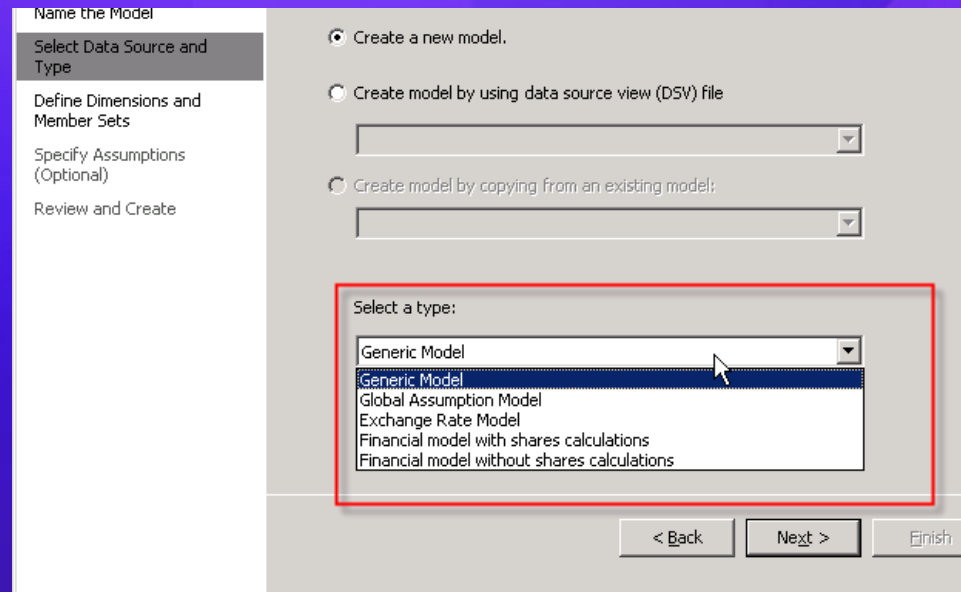 Name the Model
Select Data Source and
Type
Define Dimensions and
Member Sets
Specify Assumptions
(Optional)
Review and Create
Create a new model.
Create model by using data source view (DSV) file
Create model by copying from an existing model:
Select a type:
Generic Model
Generic Model
Global Assumption Model
Exchange Rate Model
Financial model with shares calculations
Financial model without shares calculations
< Back
Next >
Finish